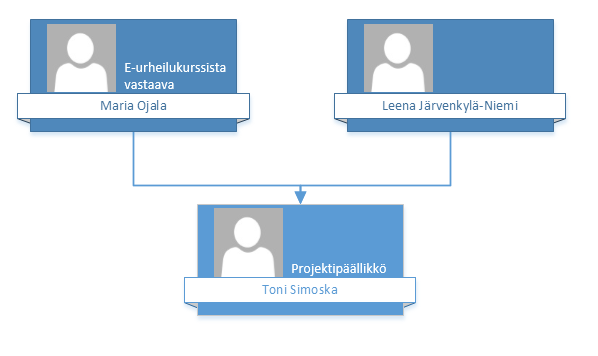 E-urheilukurssista
vastaava
Maria Ojala
Leena Järvenkylä-Niemi
Projektipäällikkö
Toni Simoska